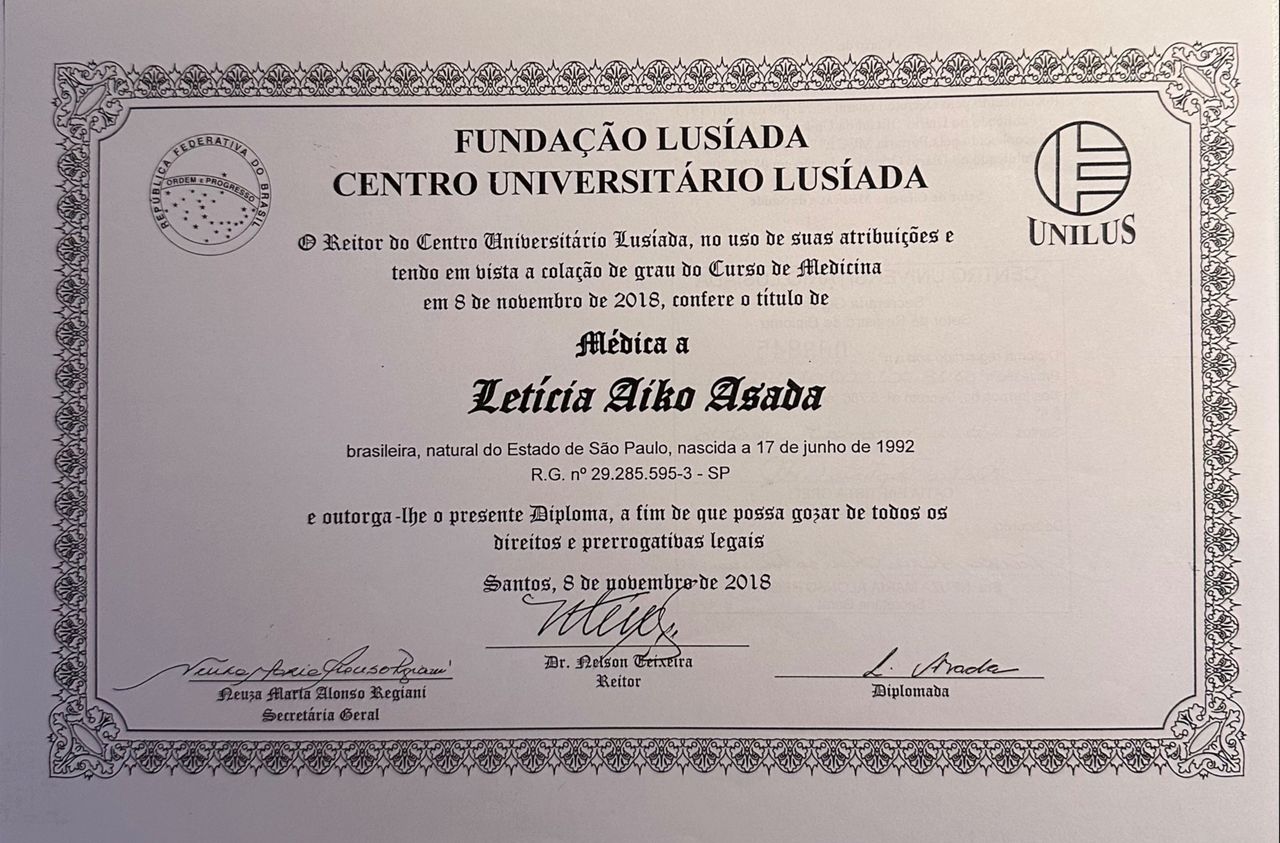 FUNDAÇÃO LUSÍADA
CENTRO UNIVERSITÁRIO LUSÍADA
REPÚBLICA FEDERATIVA DO BRASIL
ORDEM E PROGRESSO
UNILUS
O Reitor do Centro Universitário Lusíada, no uso de suas atribuições e
tendo em vista a colação de grau do Curso de Medicina
em 8 de novembro de 2018, confere o título de
Médica a
Letícia Aiko Asada
brasileira, natural do Estado de São Paulo, nascida a 17 de junho de 1992
R.G. nº 29.285.595-3 - SP
e outorga-lhe o presente Diploma, a fim de que possa gozar de todos os
direitos e prerrogativas legais
Santos, 8 de novembro de 2018
Neuza Maria Alonso Regiani
Dr. Nelson Teixeira
Reitor
L. Asada
Neuza Maria Alonso Regiani
Secretária Geral
Diplomada